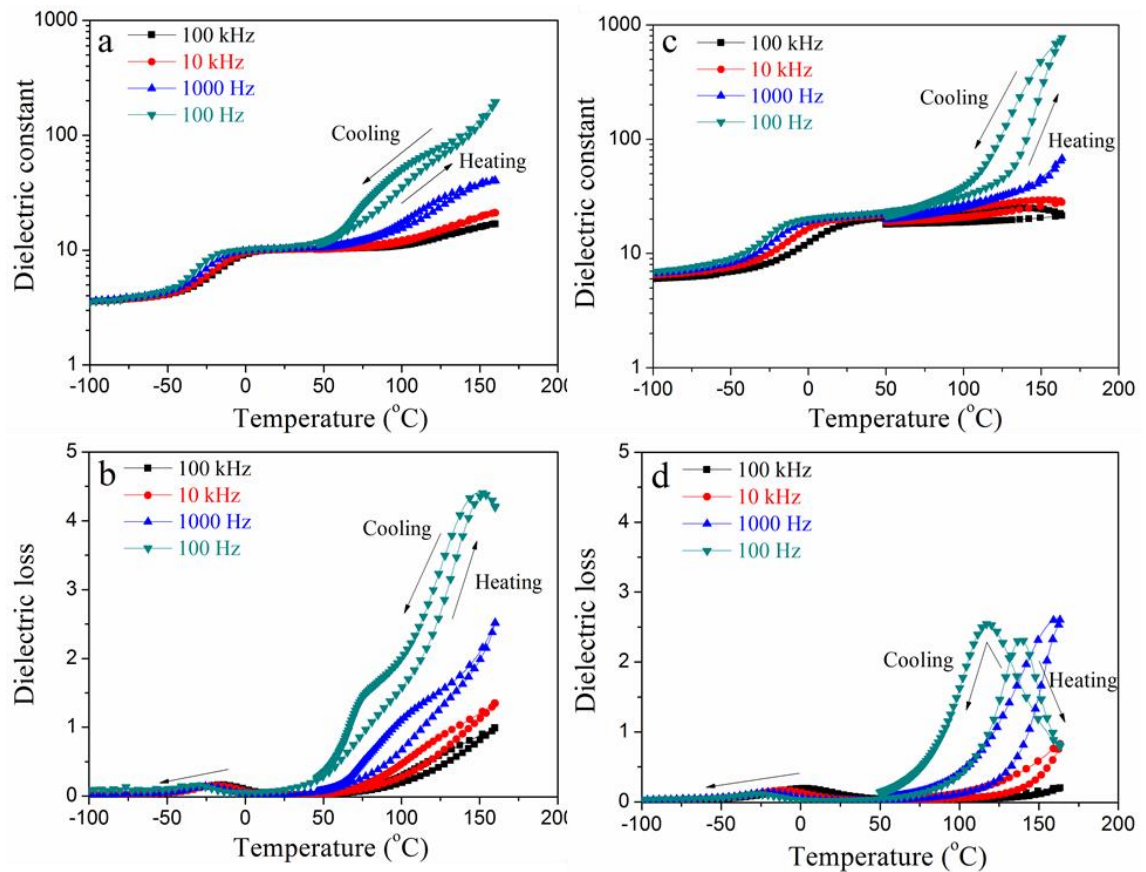 a
100 kHz
10 kHz
1000 Hz
100 Hz
Cooling
Heating
1000
100
10
1
Dielectric constant
-100 -50 0 50 100 150 200
Temperature (°C)
c
100 kHz
10 kHz
1000 Hz
100 Hz
Cooling
Heating
1000
100
10
1
Dielectric constant
-100 -50 0 50 100 150 200
Temperature (°C)
b
100 kHz
10 kHz
1000 Hz
100 Hz
Cooling
Heating
5
4
3
2
1
0
Dielectric loss
-100 -50 0 50 100 150 200
Temperature (°C)
d
100 kHz
10 kHz
1000 Hz
100 Hz
Cooling
Heating
5
4
3
2
1
0
Dielectric loss
-100 -50 0 50 100 150 200
Temperature (°C)